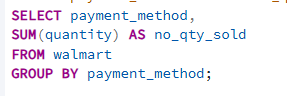 SELECT payment_method,
SUM(quantity) AS no_qty_sold
FROM walmart
GROUP BY payment_method;